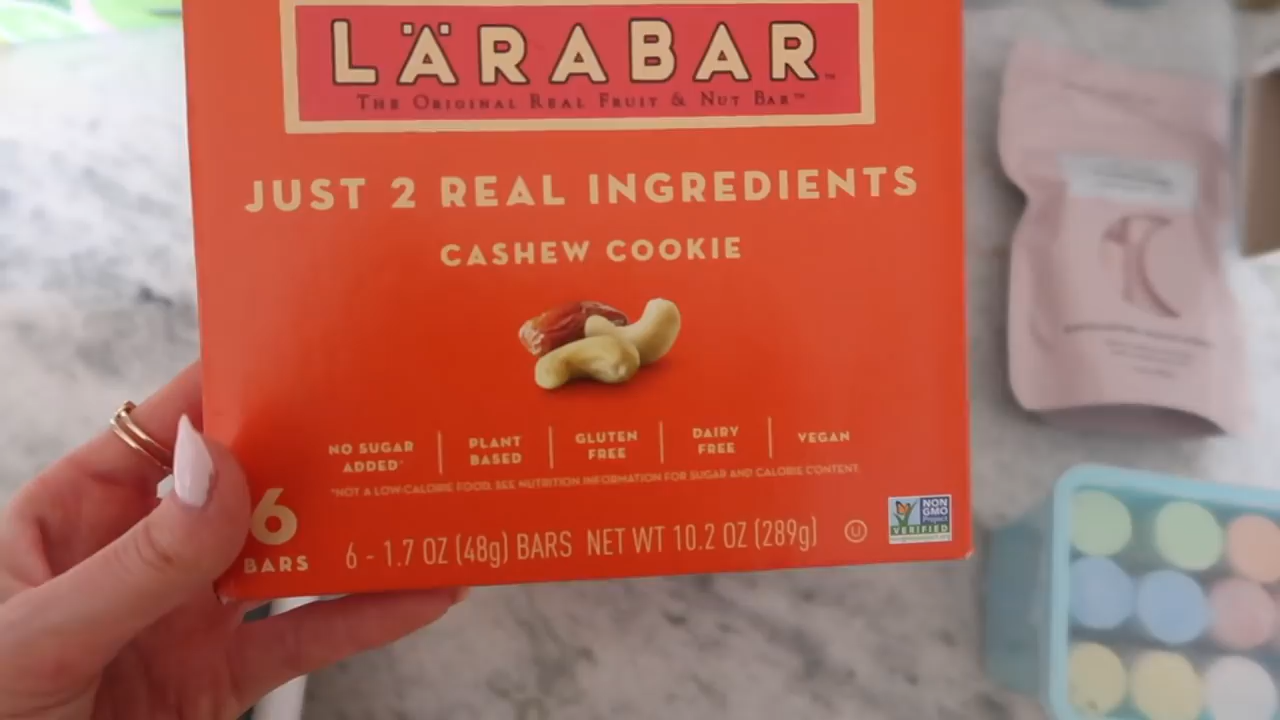 LÄRABAR™
THE ORIGINAL REAL FRUIT & NUT BAR™
JUST 2 REAL INGREDIENTS
CASHEW COOKIE
NO SUGAR
ADDED*
PLANT
BASED
GLUTEN
FREE
DAIRY
FREE
VEGAN
*NOT A LOW-CALORIE FOOD. SEE NUTRITION INFORMATION FOR SUGAR AND CALORIE CONTENT.
6
BARS
6 - 1.7 OZ (48g) BARS NET WT 10.2 OZ (289g)
U
NON
GMO
Project
VERIFIED